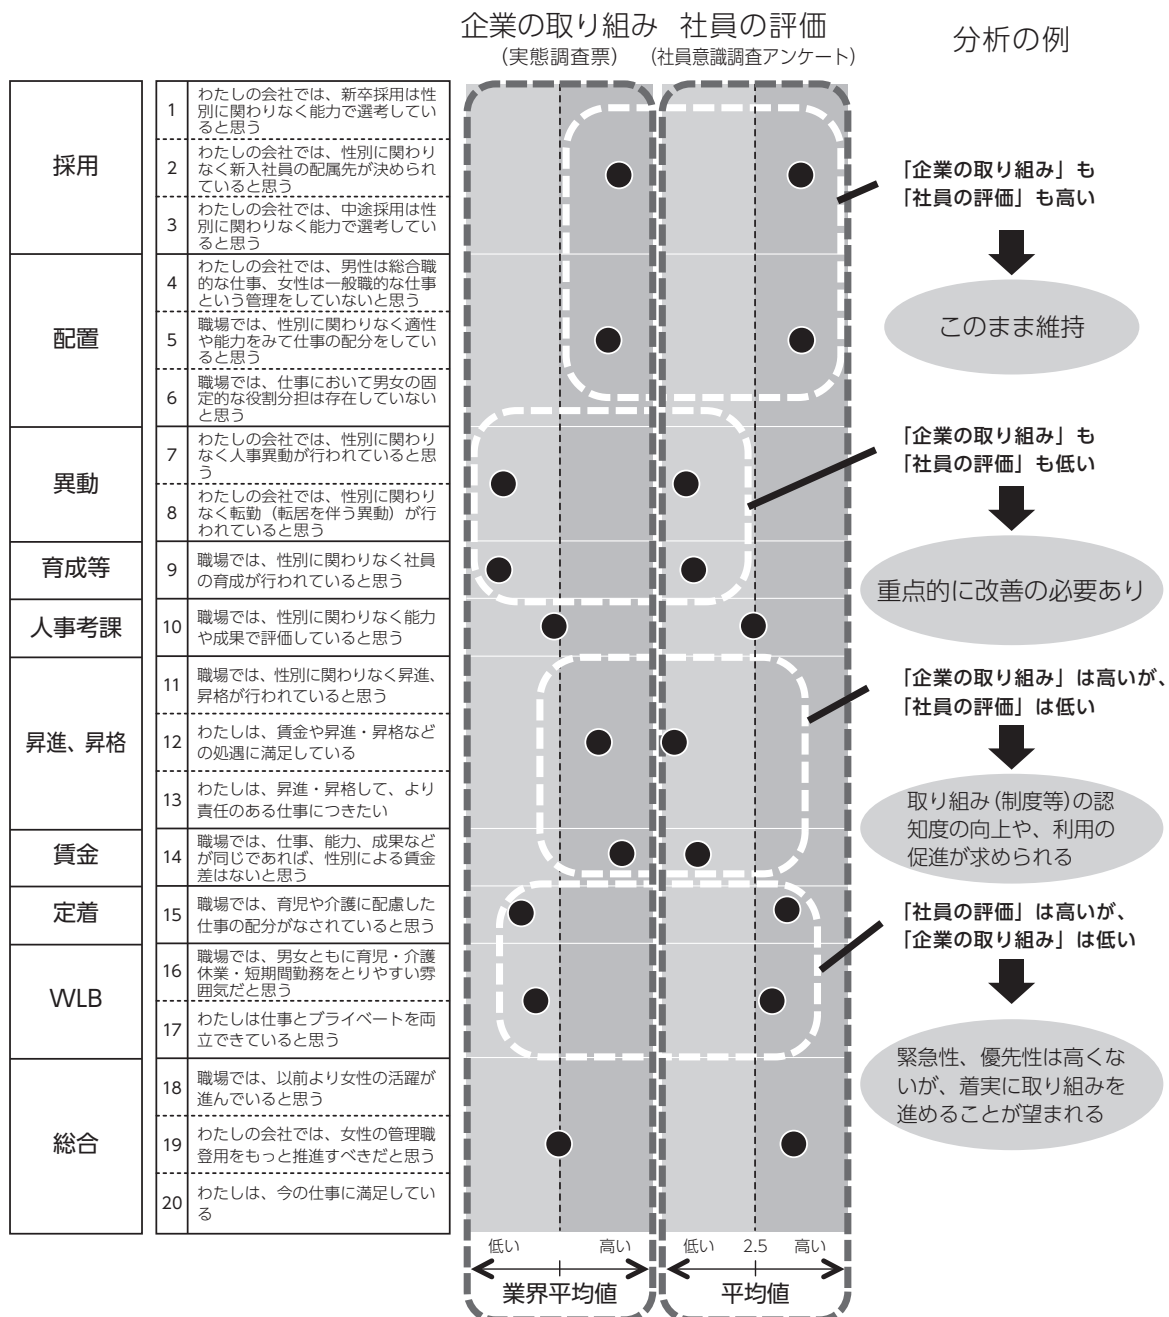 企業の取り組み
(実態調査票)
社員の評価
(社員意識調査アンケート)
分析の例
採用
1
わたしの会社では、新卒採用は性
別に関わりなく能力で選考してい
ると思う
2
わたしの会社では、性別に関わり
なく新入社員の配属先が決められ
ていると思う
3
わたしの会社では、中途採用は性
別に関わりなく能力で選考してい
ると思う
配置
4
わたしの会社では、男性は総合職
的な仕事、女性は一般職的な仕事
という管理をしていないと思う
5
職場では、性別に関わりなく適性
や能力をみて仕事の配分をしてい
ると思う
6
職場では、仕事において男女の固
定的な役割分担は存在していない
と思う
異動
7
わたしの会社では、性別に関わり
なく人事異動が行われていると思
う
8
わたしの会社では、性別に関わり
なく転勤（転居を伴う異動）が行
われていると思う
育成等
9
職場では、性別に関わりなく社員
の育成が行われていると思う
人事考課
10
職場では、性別に関わりなく能力
や成果で評価していると思う
昇進、昇格
11
職場では、性別に関わりなく昇進、
昇格が行われていると思う
12
わたしは、賃金や昇進・昇格など
の処遇に満足している
13
わたしは、昇進・昇格して、より
責任のある仕事につきたい
賃金
14
職場では、仕事、能力、成果など
が同じであれば、性別による賃金
差はないと思う
定着
15
職場では、育児や介護に配慮した
仕事の配分がなされていると思う
WLB
16
職場では、男女ともに育児・介護
休業・短期間勤務をとりやすい雰
囲気だと思う
17
わたしは仕事とプライベートを両
立できていると思う
総合
18
職場では、以前より女性の活躍が
進んでいると思う
19
わたしの会社では、女性の管理職
登用をもっと推進すべきだと思う
20
わたしは、今の仕事に満足してい
る
低い 高い
業界平均値
低い 2.5 高い
平均値
「企業の取り組み」も
「社員の評価」も高い
このまま維持
「企業の取り組み」も
「社員の評価」も低い
重点的に改善の必要あり
「企業の取り組み」は高いが、
「社員の評価」は低い
取り組み（制度等）の認
知度の向上や、利用の
促進が求められる
「社員の評価」は高いが、
「企業の取り組み」は低い
緊急性、優先性は高くな
いが、着実に取り組みを
進めることが望まれる